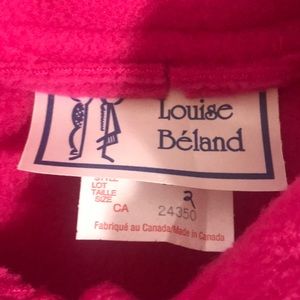 Louise
Béland
STYLE
LOT
TAILLE
SIZE 2
CA 24350
Fabriqué au Canada/Made in Canada